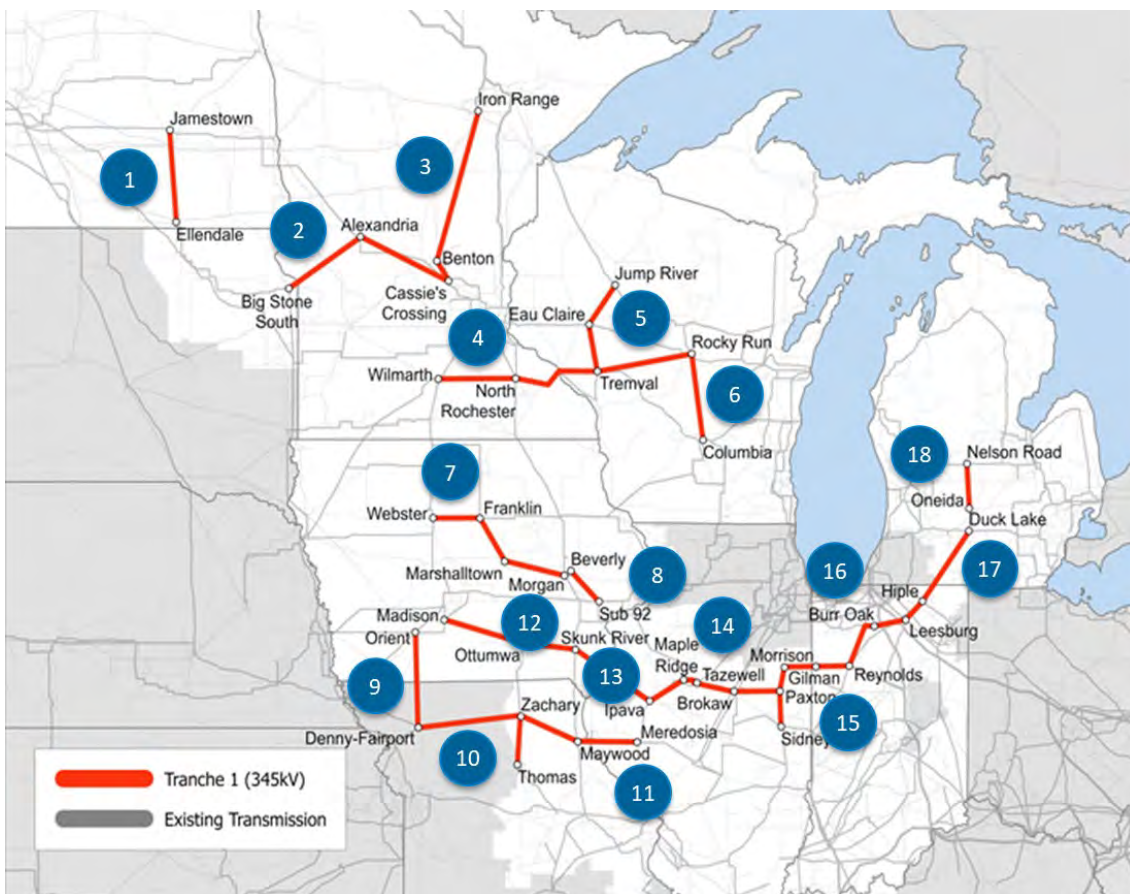 Iron Range
Jamestown
3
1
2
Alexandria
Ellendale
Benton
Jump River
Big Stone
South
Cassie's
Crossing
Eau Claire
5
4
Rocky Run
Wilmarth
North
Rochester
Tremval
6
Columbia
18
Nelson Road
7
Oneida
Webster
Franklin
Duck Lake
Beverly
Marshalltown
Morgan
8
16
17
Hiple
Sub 92
Madison
12
14
Burr Oak
Leesburg
Orient
Skunk River
Maple
Ridge
Ottumwa
Morrison
13
Tazewell
Gilman
Reynolds
9
Ipava
Brokaw
Paxton
Zachary
15
Denny-Fairport
Meredosia
Sidney
10
Maywood
Thomas
11
Tranche 1 (345kV)
Existing Transmission